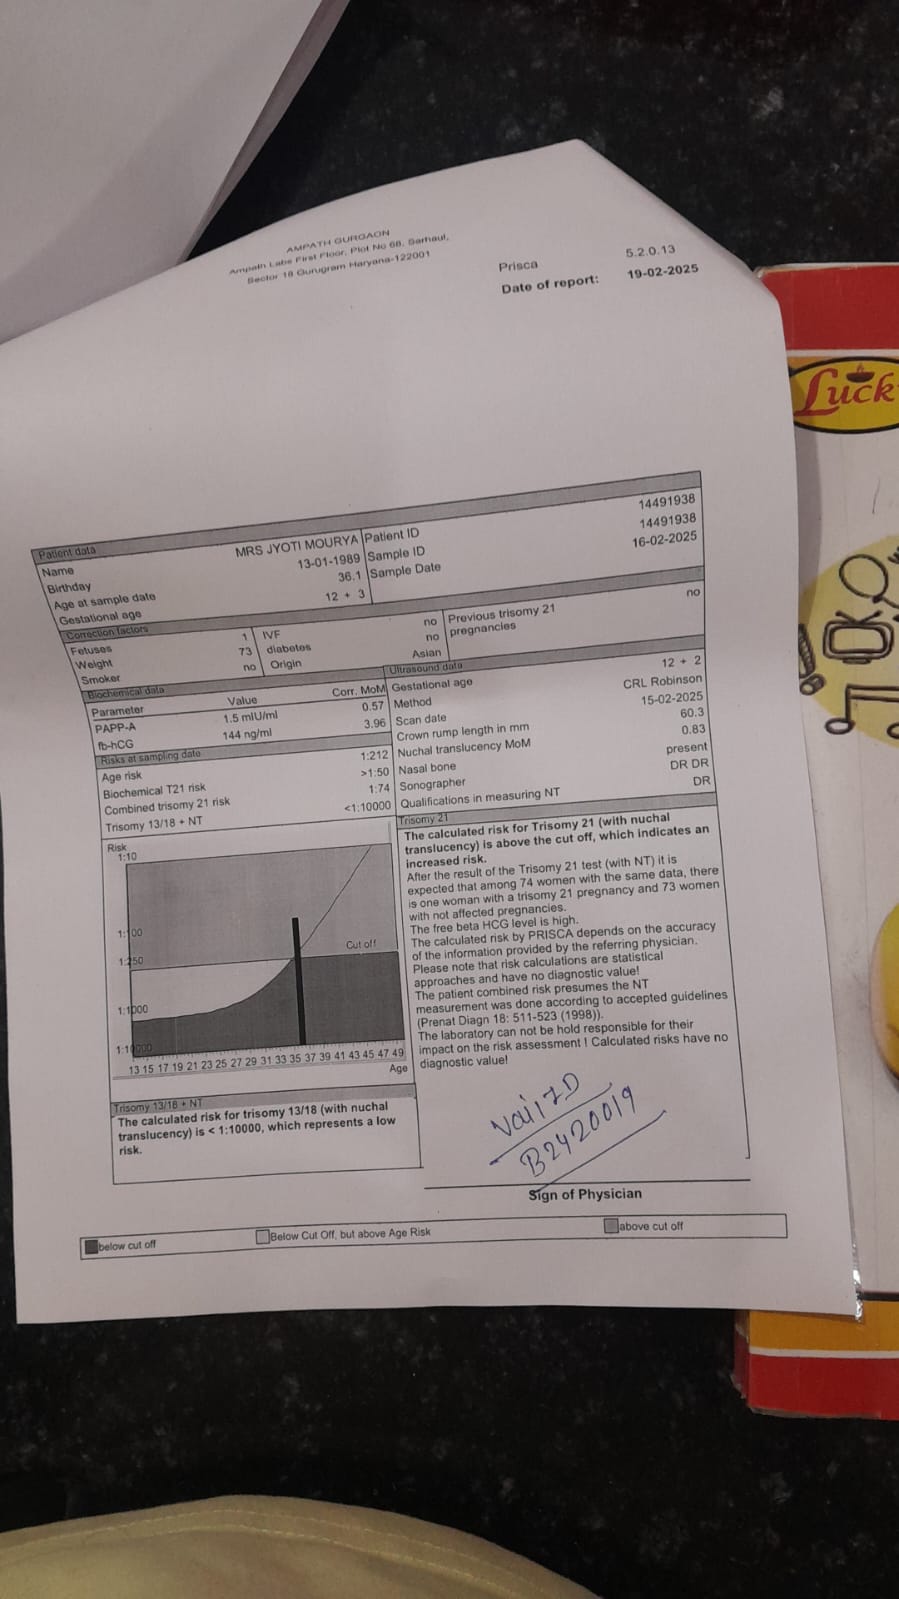 AMPATH GURGAON
Ampath Labs First Floor, Plot No 68, Sarhaul,
Sector 18 Gurugram Haryana-122001
Prisca 5.2.0.13
Date of report: 19-02-2025
Luck
Patient data
Name MRS JYOTI MOURYA Patient ID 14491938
Birthday 13-01-1989 Sample ID 14491938
Age at sample date 36.1 Sample Date 16-02-2025
Gestational age 12 + 3
Correction factors
Fetuses 1 IVF no Previous trisomy 21 no
Weight 73 diabetes no pregnancies
Smoker no Origin Asian
Biochemical data
Parameter Value Corr. MoM
PAPP-A 1.5 mIU/ml 0.57
fb-hCG 144 ng/ml 3.96
Risks at sampling date
Age risk 1:212
Biochemical T21 risk >1:50
Combined trisomy 21 risk 1:74
Trisomy 13/18 + NT <1:10000
Ultrasound data
Gestational age 12 + 2
Method CRL Robinson
Scan date 15-02-2025
Crown rump length in mm 60.3
Nuchal translucency MoM 0.83
Nasal bone present
Sonographer DR DR
Qualifications in measuring NT DR
Risk
1:10
1:100
1:250
Cut off
1:1000
1:10000
13 15 17 19 21 23 25 27 29 31 33 35 37 39 41 43 45 47 49
Age
Trisomy 21
The calculated risk for Trisomy 21 (with nuchal
translucency) is above the cut off, which indicates an
increased risk.
After the result of the Trisomy 21 test (with NT) it is
expected that among 74 women with the same data, there
is one woman with a trisomy 21 pregnancy and 73 women
with not affected pregnancies.
The free beta HCG level is high.
The calculated risk by PRISCA depends on the accuracy
of the information provided by the referring physician.
Please note that risk calculations are statistical
approaches and have no diagnostic value!
The patient combined risk presumes the NT
measurement was done according to accepted guidelines
(Prenat Diagn 18: 511-523 (1998)).
The laboratory can not be hold responsible for their
impact on the risk assessment ! Calculated risks have no
diagnostic value!
Trisomy 13/18 + NT
The calculated risk for trisomy 13/18 (with nuchal
translucency) is < 1:10000, which represents a low
risk.
B2420019
Sign of Physician
below cut off Below Cut Off, but above Age Risk above cut off